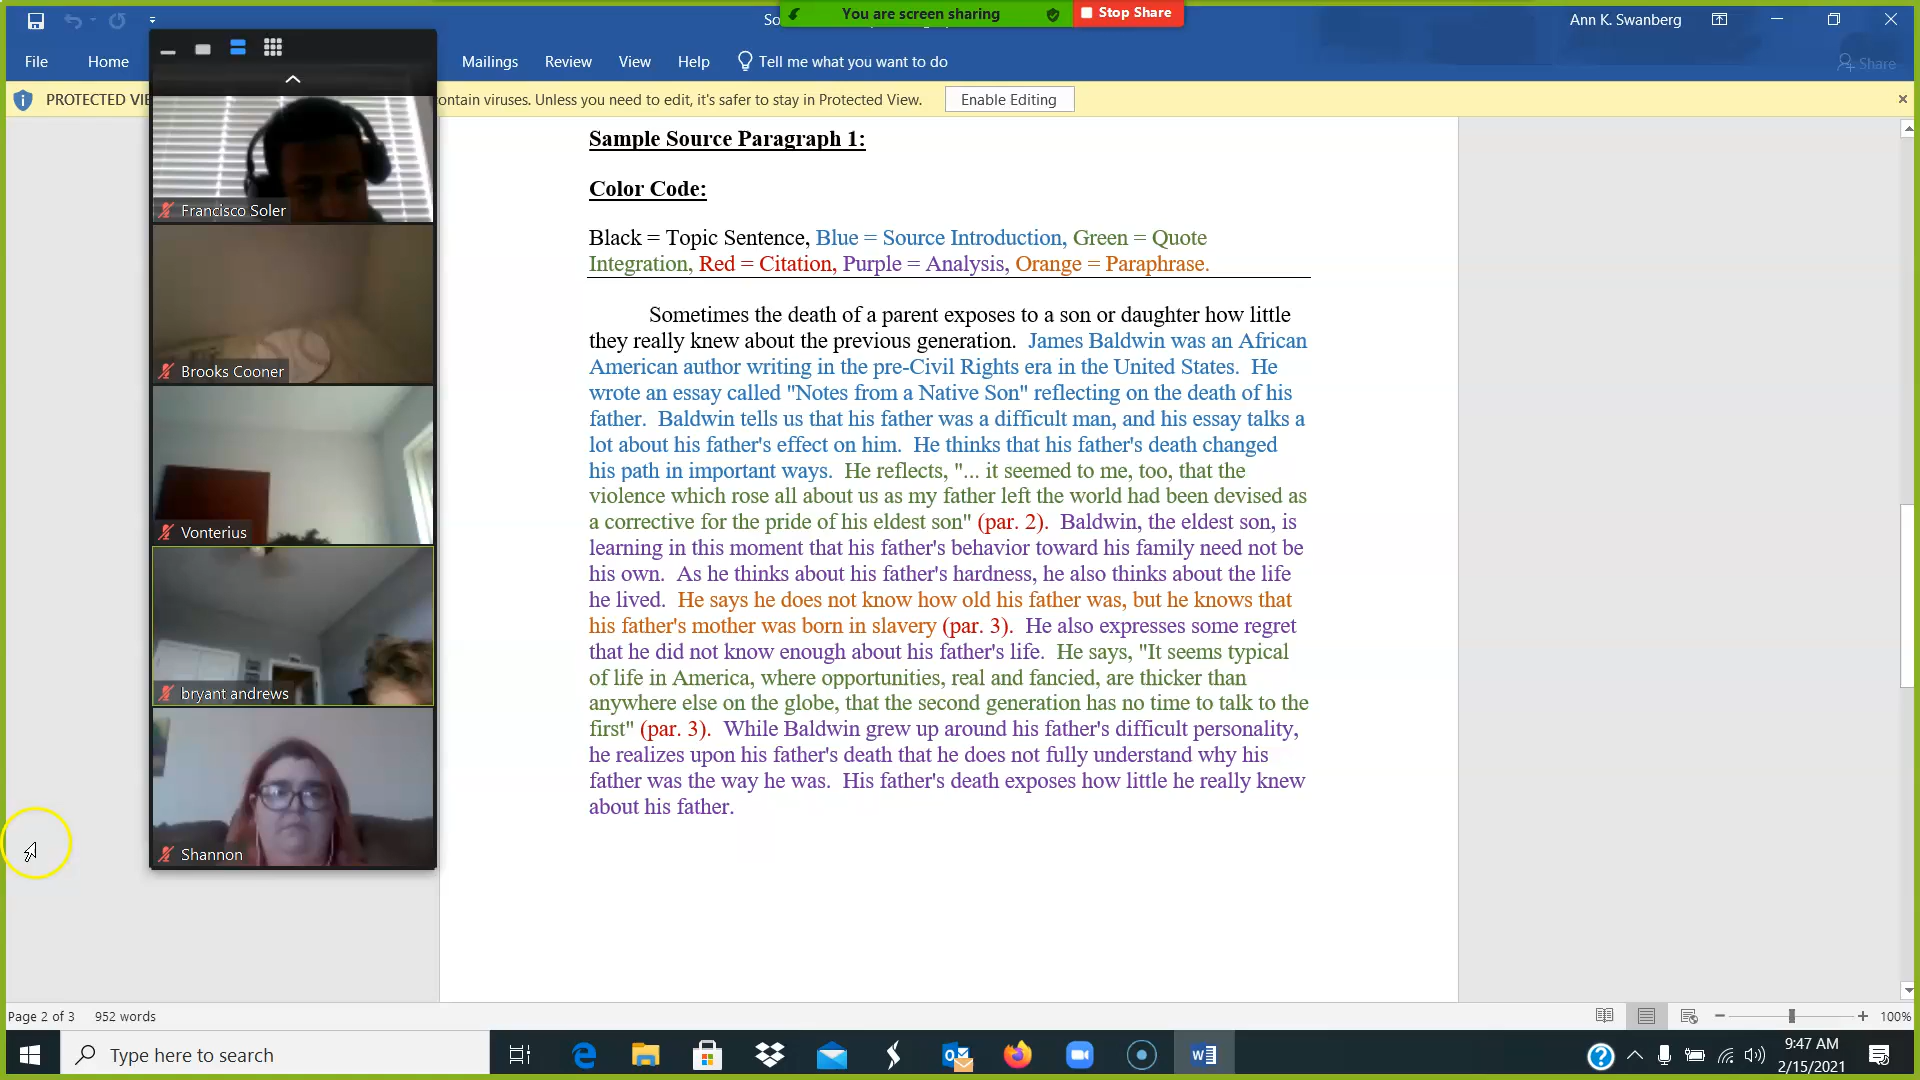 So
You are screen sharing
Stop Share
Ann K. Swanberg
File
Home
Mailings
Review
View
Help
Tell me what you want to do
Share
PROTECTED VIE
ontain viruses. Unless you need to edit, it's safer to stay in Protected View.
Enable Editing
Francisco Soler
Brooks Cooner
Vonterius
bryant andrews
Shannon
Sample Source Paragraph 1:
Color Code:
Black = Topic Sentence, Blue = Source Introduction, Green = Quote
Integration, Red = Citation, Purple = Analysis, Orange = Paraphrase.
Sometimes the death of a parent exposes to a son or daughter how little
they really knew about the previous generation. James Baldwin was an African
American author writing in the pre-Civil Rights era in the United States. He
wrote an essay called "Notes from a Native Son" reflecting on the death of his
father. Baldwin tells us that his father was a difficult man, and his essay talks a
lot about his father's effect on him. He thinks that his father's death changed
his path in important ways. He reflects, "... it seemed to me, too, that the
violence which rose all about us as my father left the world had been devised as
a corrective for the pride of his eldest son" (par. 2). Baldwin, the eldest son, is
learning in this moment that his father's behavior toward his family need not be
his own. As he thinks about his father's hardness, he also thinks about the life
he lived. He says he does not know how old his father was, but he knows that
his father's mother was born in slavery (par. 3). He also expresses some regret
that he did not know enough about his father's life. He says, "It seems typical
of life in America, where opportunities, real and fancied, are thicker than
anywhere else on the globe, that the second generation has no time to talk to the
first" (par. 3). While Baldwin grew up around his father's difficult personality,
he realizes upon his father's death that he does not fully understand why his
father was the way he was. His father's death exposes how little he really knew
about his father.
Page 2 of 3
952 words
100%
Type here to search
9:47 AM
2/15/2021